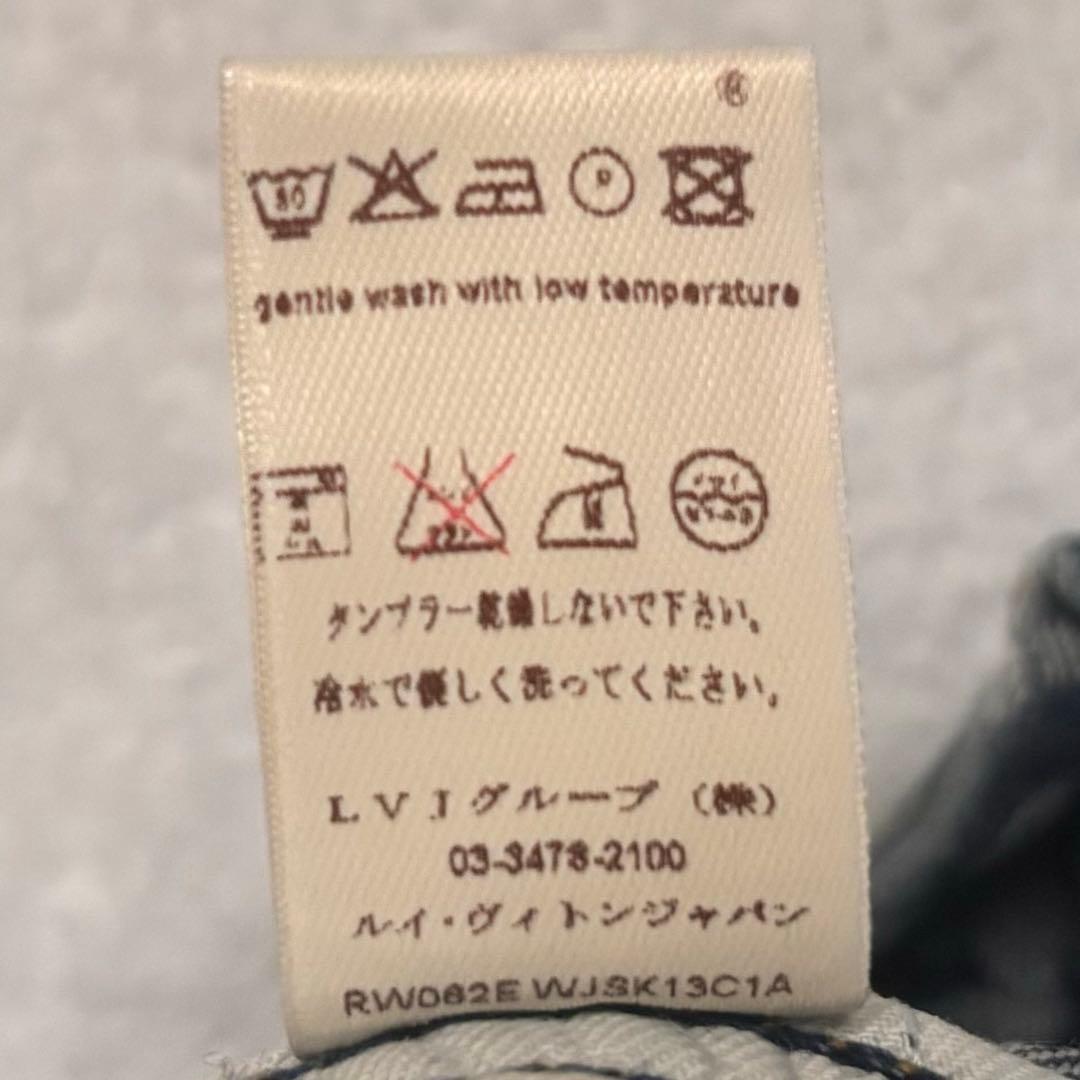 ®
30 P
gentle wash with low temperature
タンブラー乾燥しないで下さい。
冷水で優しく洗ってください。
LVJグループ（株）
03-3478-2100
ルイ・ヴィトンジャパン
RW062E WJSK13C1A